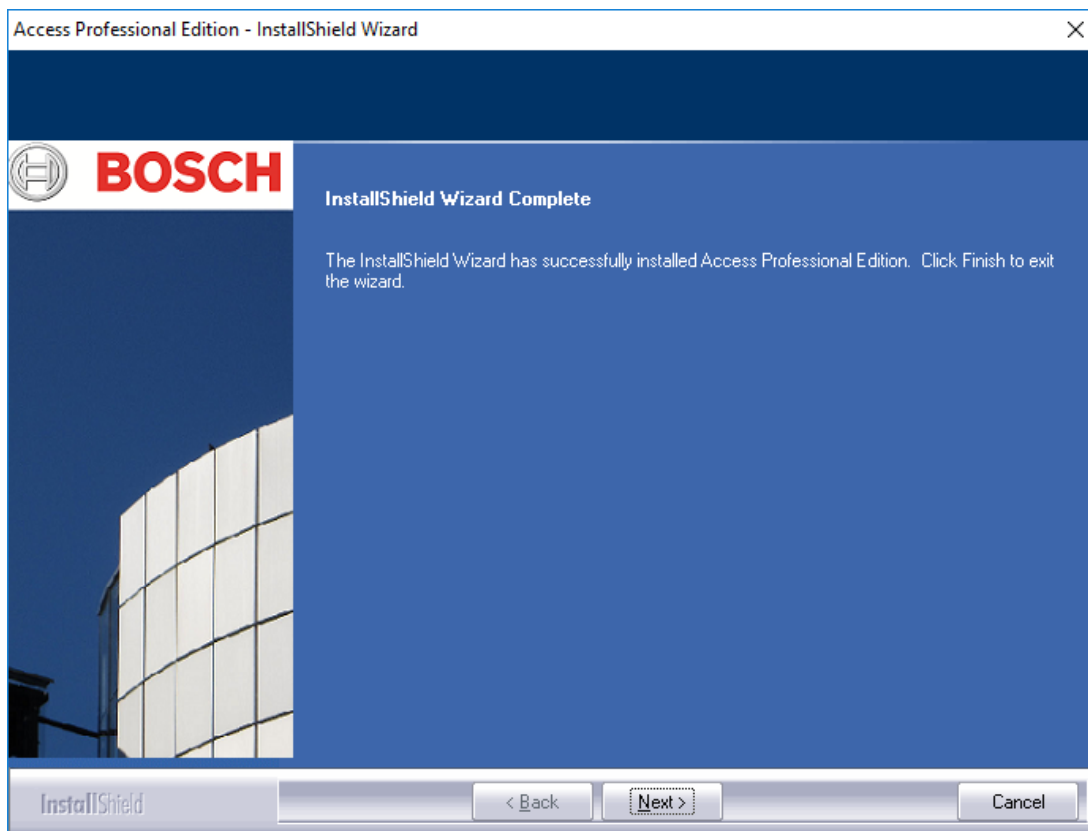 Access Professional Edition - InstallShield Wizard
BOSCH
InstallShield Wizard Complete
The InstallShield Wizard has successfully installed Access Professional Edition. Click Finish to exit
the wizard.
InstallShield
< Back
Next >
Cancel